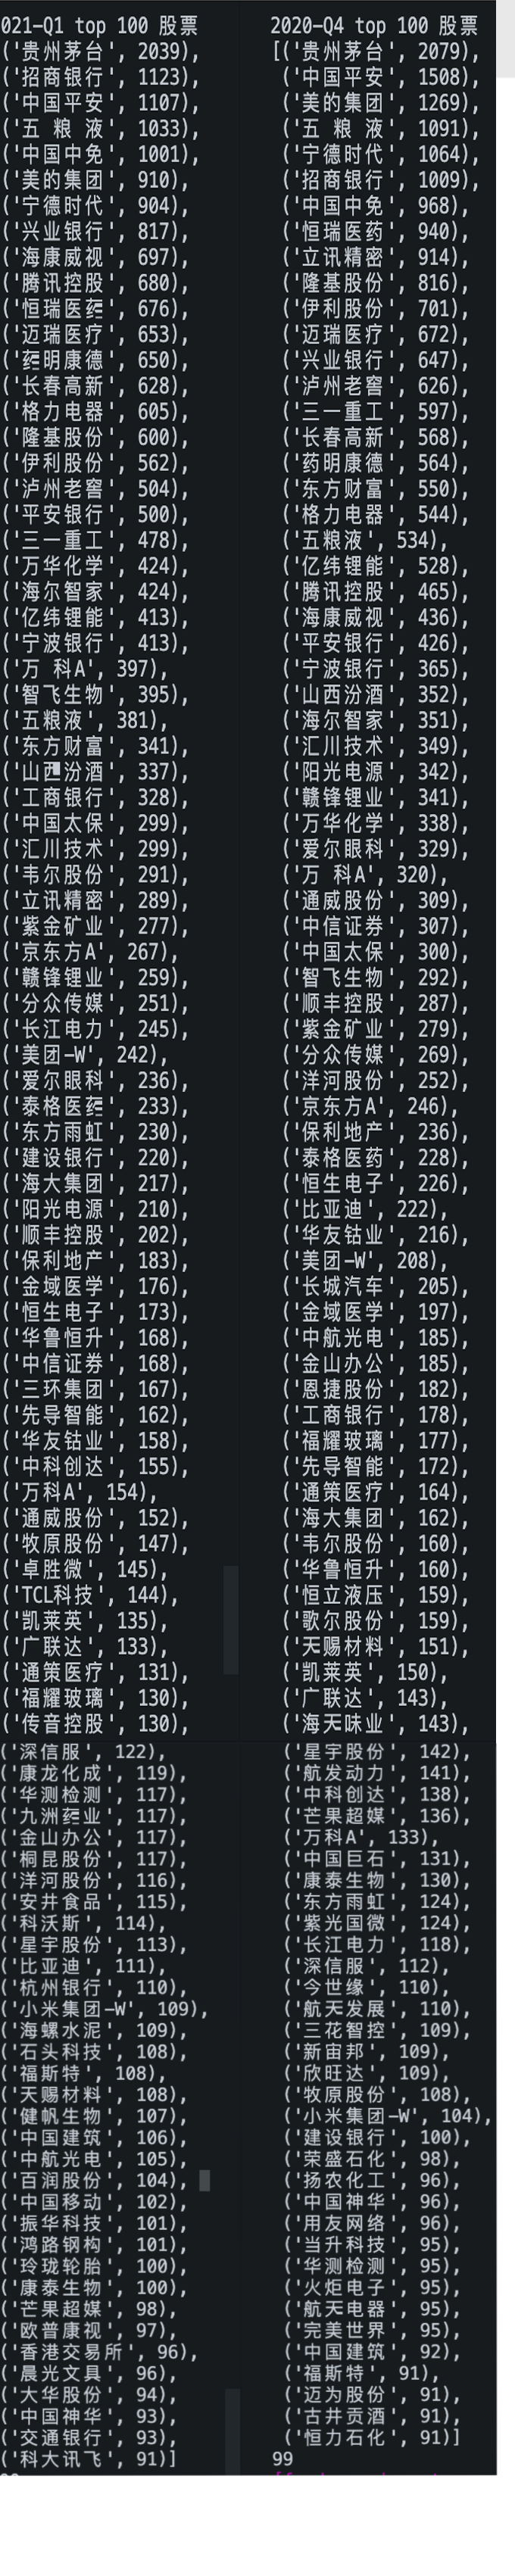 021-Q1 top 100 股票
('贵州茅台', 2039),
('招商银行', 1123),
('中国平安', 1107),
('五 粮 液', 1033),
('中国中免', 1001),
('美的集团', 910),
('宁德时代', 904),
('兴业银行', 817),
('海康威视', 697),
('腾讯控股', 680),
('恒瑞医药', 676),
('迈瑞医疗', 653),
('药明康德', 650),
('长春高新', 628),
('格力电器', 605),
('隆基股份', 600),
('伊利股份', 562),
('泸州老窖', 504),
('平安银行', 500),
('三一重工', 478),
('万华化学', 424),
('海尔智家', 424),
('亿纬锂能', 413),
('宁波银行', 413),
('万 科A', 397),
('智飞生物', 395),
('五粮液', 381),
('东方财富', 341),
('山西汾酒', 337),
('工商银行', 328),
('中国太保', 299),
('汇川技术', 299),
('韦尔股份', 291),
('立讯精密', 289),
('紫金矿业', 277),
('京东方A', 267),
('赣锋锂业', 259),
('分众传媒', 251),
('长江电力', 245),
('美团-W', 242),
('爱尔眼科', 236),
('泰格医药', 233),
('东方雨虹', 230),
('建设银行', 220),
('海大集团', 217),
('阳光电源', 210),
('顺丰控股', 202),
('保利地产', 183),
('金域医学', 176),
('恒生电子', 173),
('华鲁恒升', 168),
('中信证券', 168),
('三环集团', 167),
('先导智能', 162),
('华友钴业', 158),
('中科创达', 155),
('万科A', 154),
('通威股份', 152),
('牧原股份', 147),
('卓胜微', 145),
('TCL科技', 144),
('凯莱英', 135),
('广联达', 133),
('通策医疗', 131),
('福耀玻璃', 130),
('传音控股', 130),
('深信服', 122),
('康龙化成', 119),
('华测检测', 117),
('九洲药业', 117),
('金山办公', 117),
('桐昆股份', 117),
('洋河股份', 116),
('安井食品', 115),
('科沃斯', 114),
('星宇股份', 113),
('比亚迪', 111),
('杭州银行', 110),
('小米集团-W', 109),
('海螺水泥', 109),
('石头科技', 108),
('福斯特', 108),
('天赐材料', 108),
('健帆生物', 107),
('中国建筑', 106),
('中航光电', 105),
('百润股份', 104),
('中国移动', 102),
('振华科技', 101),
('鸿路钢构', 101),
('玲珑轮胎', 100),
('康泰生物', 100),
('芒果超媒', 98),
('欧普康视', 97),
('香港交易所', 96),
('晨光文具', 96),
('大华股份', 94),
('中国神华', 93),
('交通银行', 93),
('科大讯飞', 91)]
2020-Q4 top 100 股票
[('贵州茅台', 2079),
('中国平安', 1508),
('美的集团', 1269),
('五 粮 液', 1091),
('宁德时代', 1064),
('招商银行', 1009),
('中国中免', 968),
('恒瑞医药', 940),
('立讯精密', 914),
('隆基股份', 816),
('伊利股份', 701),
('迈瑞医疗', 672),
('兴业银行', 647),
('泸州老窖', 626),
('三一重工', 597),
('长春高新', 568),
('药明康德', 564),
('东方财富', 550),
('格力电器', 544),
('五粮液', 534),
('亿纬锂能', 528),
('腾讯控股', 465),
('海康威视', 436),
('平安银行', 426),
('宁波银行', 365),
('山西汾酒', 352),
('海尔智家', 351),
('汇川技术', 349),
('阳光电源', 342),
('赣锋锂业', 341),
('万华化学', 338),
('爱尔眼科', 329),
('万 科A', 320),
('通威股份', 309),
('中信证券', 307),
('中国太保', 300),
('智飞生物', 292),
('顺丰控股', 287),
('紫金矿业', 279),
('分众传媒', 269),
('洋河股份', 252),
('京东方A', 246),
('保利地产', 236),
('泰格医药', 228),
('恒生电子', 226),
('比亚迪', 222),
('华友钴业', 216),
('美团-W', 208),
('长城汽车', 205),
('金域医学', 197),
('中航光电', 185),
('金山办公', 185),
('恩捷股份', 182),
('工商银行', 178),
('福耀玻璃', 177),
('先导智能', 172),
('通策医疗', 164),
('海大集团', 162),
('韦尔股份', 160),
('华鲁恒升', 160),
('恒立液压', 159),
('歌尔股份', 159),
('天赐材料', 151),
('凯莱英', 150),
('广联达', 143),
('海天味业', 143),
('星宇股份', 142),
('航发动力', 141),
('中科创达', 138),
('芒果超媒', 136),
('万科A', 133),
('中国巨石', 131),
('康泰生物', 130),
('东方雨虹', 124),
('紫光国微', 124),
('长江电力', 118),
('深信服', 112),
('今世缘', 110),
('航天发展', 110),
('三花智控', 109),
('新宙邦', 109),
('欣旺达', 109),
('牧原股份', 108),
('小米集团-W', 104),
('建设银行', 100),
('荣盛石化', 98),
('扬农化工', 96),
('中国神华', 96),
('用友网络', 96),
('当升科技', 95),
('华测检测', 95),
('火炬电子', 95),
('航天电器', 95),
('完美世界', 95),
('中国建筑', 92),
('福斯特', 91),
('迈为股份', 91),
('古井贡酒', 91),
('恒力石化', 91)]
99